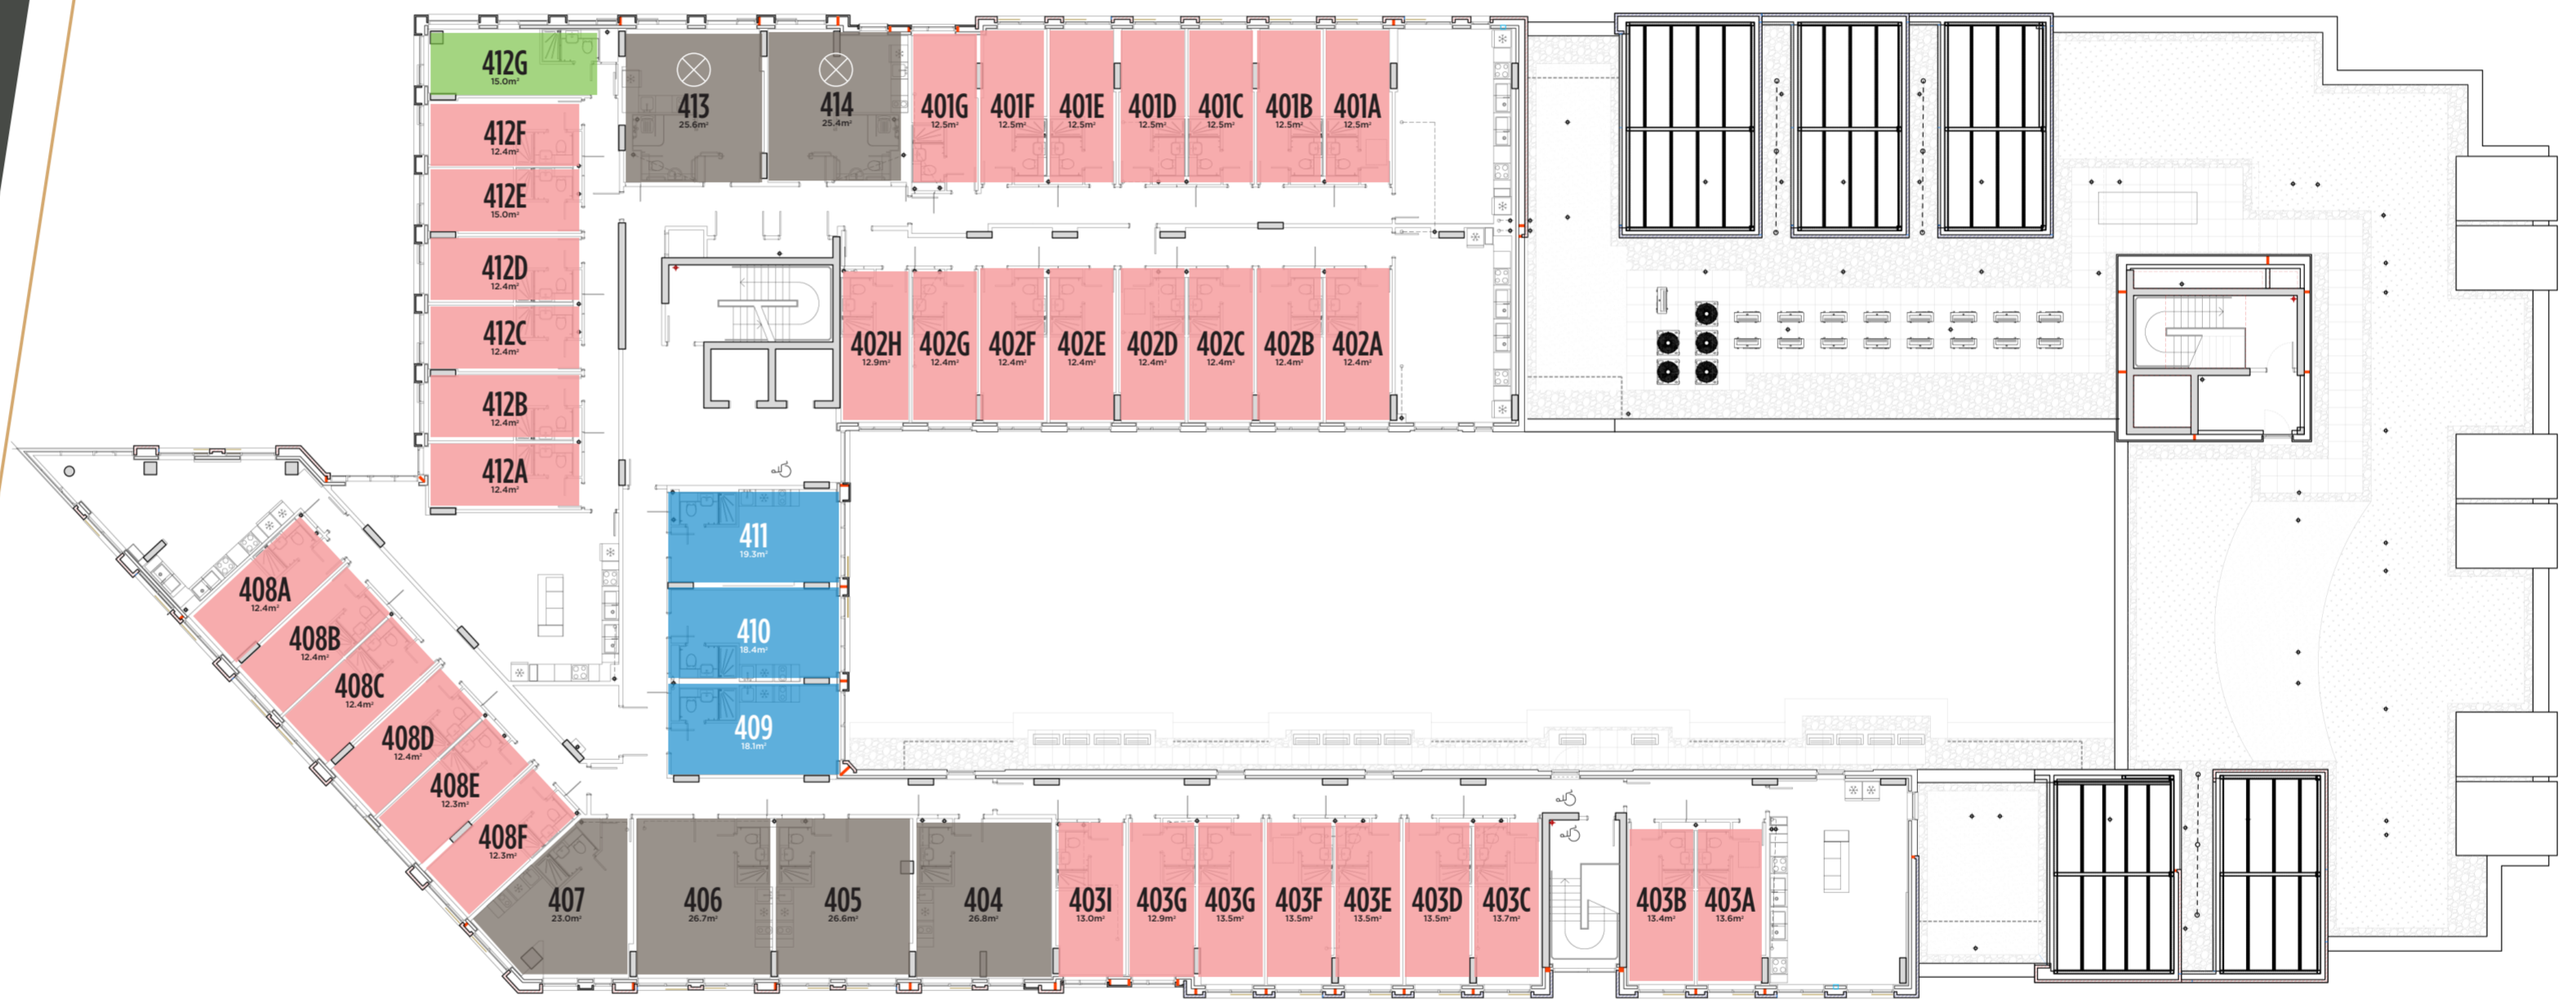 412G
15.0m²
413
25.6m²
414
25.4m²
401G
12.5m²
401F
12.5m²
401E
12.5m²
401D
12.5m²
401C
12.5m²
401B
12.5m²
401A
12.5m²
412F
12.4m²
412E
15.0m²
412D
12.4m²
412C
12.4m²
412B
12.4m²
412A
12.4m²
402H
12.9m²
402G
12.4m²
402F
12.4m²
402E
12.4m²
402D
12.4m²
402C
12.4m²
402B
12.4m²
402A
12.4m²
411
19.3m²
410
18.4m²
409
18.1m²
408A
12.4m²
408B
12.4m²
408C
12.4m²
408D
12.4m²
408E
12.3m²
408F
12.3m²
407
23.0m²
406
26.7m²
405
26.6m²
404
26.8m²
403I
13.0m²
403G
12.9m²
403G
13.5m²
403F
13.5m²
403E
13.5m²
403D
13.5m²
403C
13.7m²
403B
13.4m²
403A
13.6m²